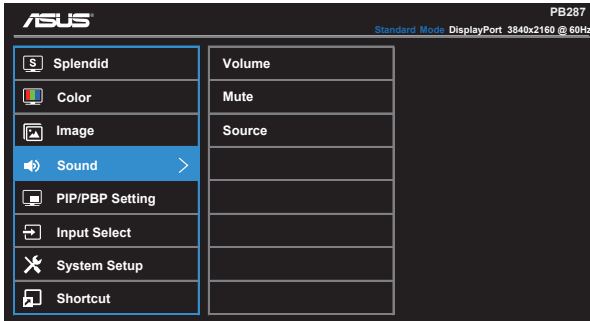 ASUS
PB287
Standard Mode DisplayPort 3840x2160 @ 60Hz
S Splendid
Color
Image
Sound
PIP/PBP Setting
Input Select
System Setup
Shortcut
Volume
Mute
Source